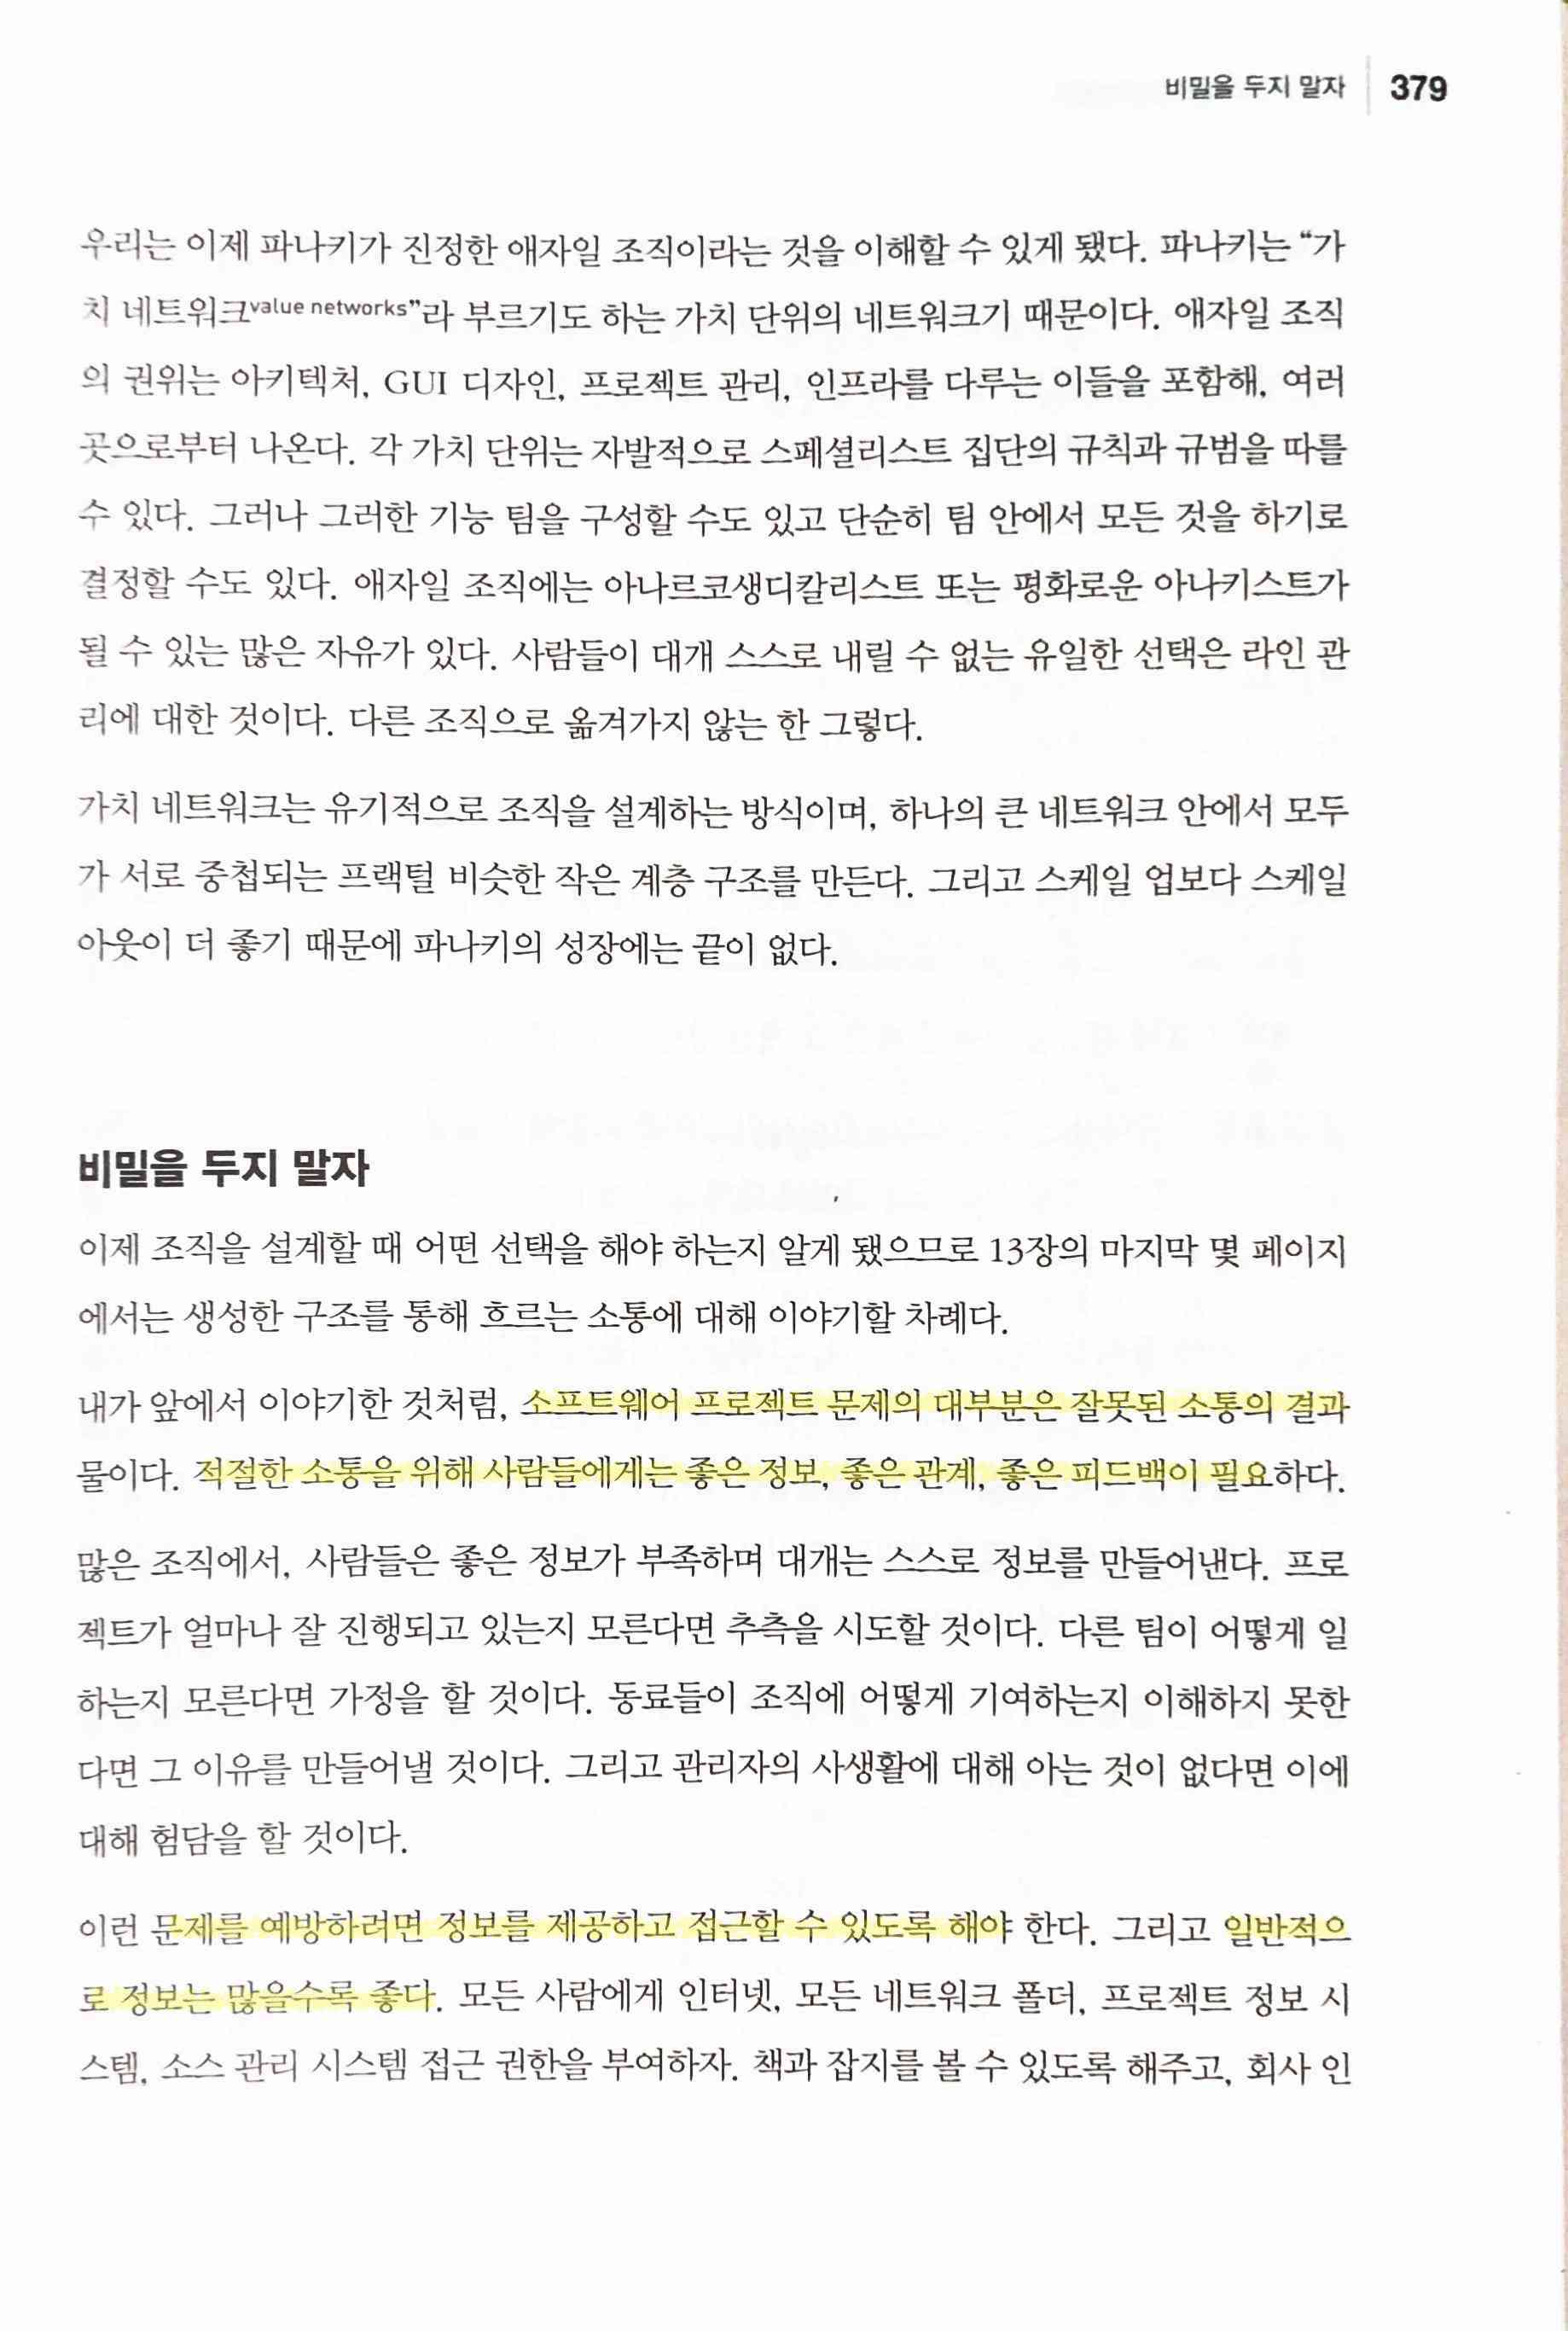 비밀을 두지 말자 379
우리는 이제 파나키가 진정한 애자일 조직이라는 것을 이해할 수 있게 됐다. 파나키는 “가
치 네트워크value networks”라 부르기도 하는 가치 단위의 네트워크기 때문이다. 애자일 조직
의 권위는 아키텍처, GUI 디자인, 프로젝트 관리, 인프라를 다루는 이들을 포함해, 여러
곳으로부터 나온다. 각 가치 단위는 자발적으로 스페셜리스트 집단의 규칙과 규범을 따를
수 있다. 그러나 그러한 기능 팀을 구성할 수도 있고 단순히 팀 안에서 모든 것을 하기로
결정할 수도 있다. 애자일 조직에는 아나르코생디칼리스트 또는 평화로운 아나키스트가
될 수 있는 많은 자유가 있다. 사람들이 대개 스스로 내릴 수 없는 유일한 선택은 라인 관
리에 대한 것이다. 다른 조직으로 옮겨가지 않는 한 그렇다.
가치 네트워크는 유기적으로 조직을 설계하는 방식이며, 하나의 큰 네트워크 안에서 모두
가 서로 중첩되는 프랙털 비슷한 작은 계층 구조를 만든다. 그리고 스케일 업보다 스케일
아웃이 더 좋기 때문에 파나키의 성장에는 끝이 없다.
비밀을 두지 말자
이제 조직을 설계할 때 어떤 선택을 해야 하는지 알게 됐으므로 13장의 마지막 몇 페이지
에서는 생성한 구조를 통해 흐르는 소통에 대해 이야기할 차례다.
내가 앞에서 이야기한 것처럼, 소프트웨어 프로젝트 문제의 대부분은 잘못된 소통의 결과
물이다. 적절한 소통을 위해 사람들에게는 좋은 정보, 좋은 관계, 좋은 피드백이 필요하다.
많은 조직에서, 사람들은 좋은 정보가 부족하며 대개는 스스로 정보를 만들어낸다. 프로
젝트가 얼마나 잘 진행되고 있는지 모른다면 추측을 시도할 것이다. 다른 팀이 어떻게 일
하는지 모른다면 가정을 할 것이다. 동료들이 조직에 어떻게 기여하는지 이해하지 못한
다면 그 이유를 만들어낼 것이다. 그리고 관리자의 사생활에 대해 아는 것이 없다면 이에
대해 험담을 할 것이다.
이런 문제를 예방하려면 정보를 제공하고 접근할 수 있도록 해야 한다. 그리고 일반적으
로 정보는 많을수록 좋다. 모든 사람에게 인터넷, 모든 네트워크 폴더, 프로젝트 정보 시
스템, 소스 관리 시스템 접근 권한을 부여하자. 책과 잡지를 볼 수 있도록 해주고, 회사 인